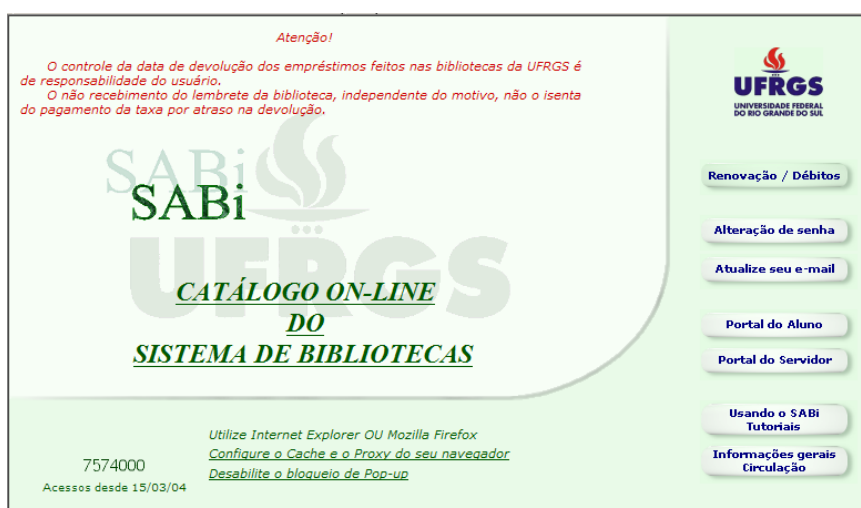 Atenção!
O controle da data de devolução dos empréstimos feitos nas bibliotecas da UFRGS é
de responsabilidade do usuário.
O não recebimento do lembrete da biblioteca, independente do motivo, não o isenta
do pagamento da taxa por atraso na devolução.
SABi
SABi
UFRGS
CATÁLOGO ON-LINE
DO
SISTEMA DE BIBLIOTECAS
Utilize Internet Explorer OU Mozilla Firefox
Configure o Cache e o Proxy do seu navegador
Desabilite o bloqueio de Pop-up
7574000
Acessos desde 15/03/04
UFRGS
UNIVERSIDADE FEDERAL
DO RIO GRANDE DO SUL
Renovação / Débitos
Alteração de senha
Atualize seu e-mail
Portal do Aluno
Portal do Servidor
Usando o SABi
Tutoriais
Informações gerais
Circulação